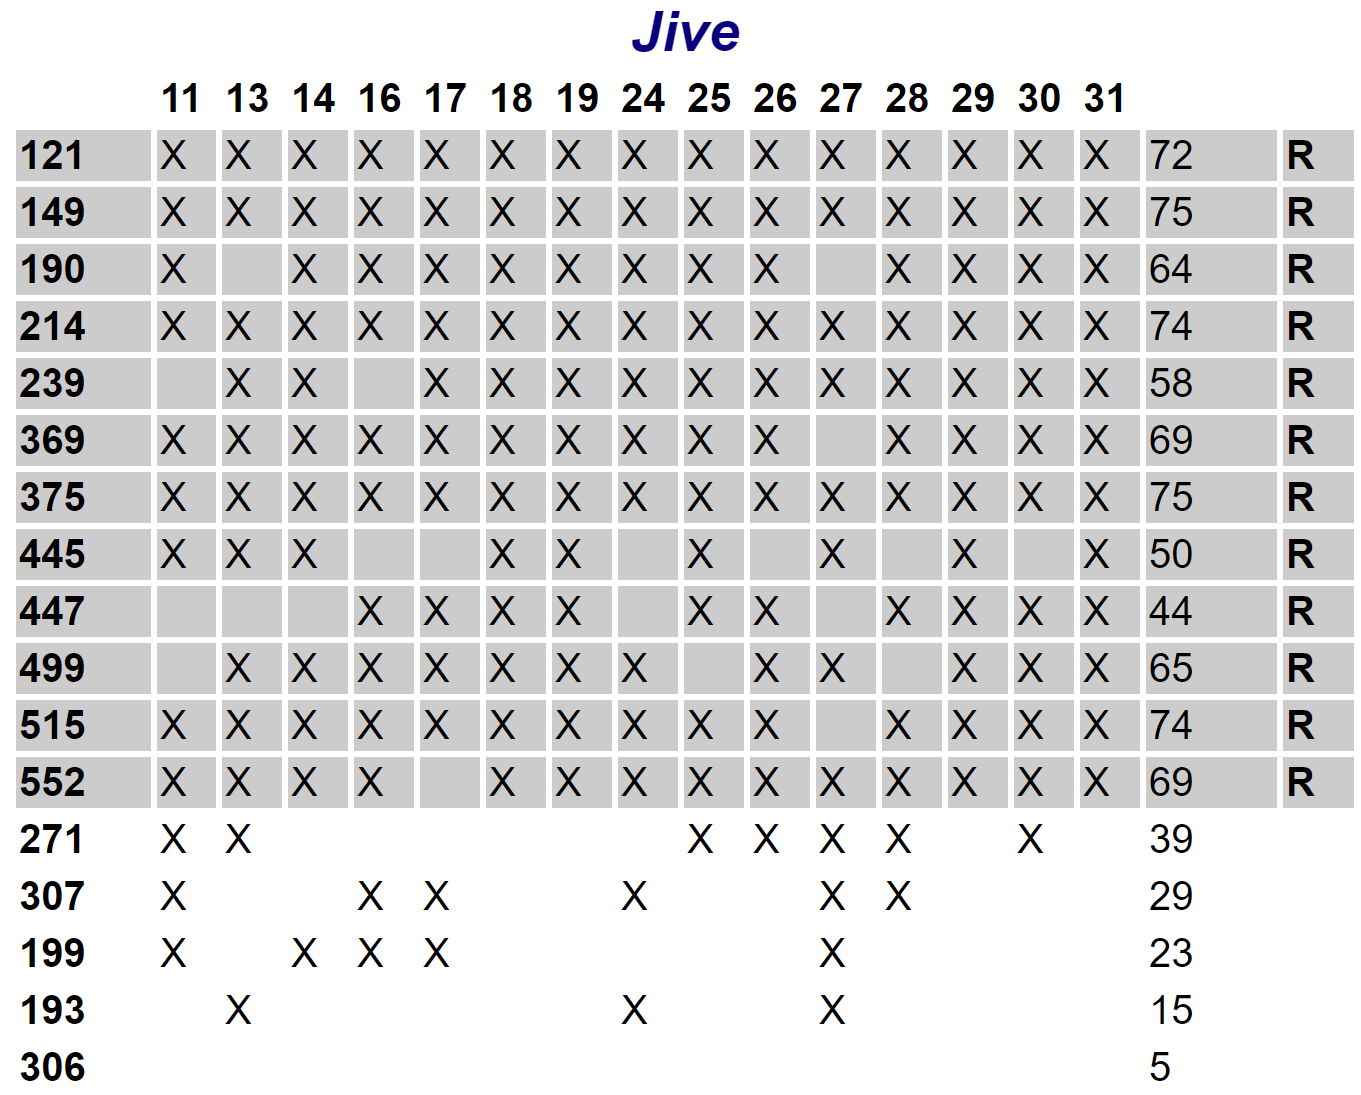 Jive
11 13 14 16 17 18 19 24 25 26 27 28 29 30 31
121 X X X X X X X X X X X X X X X 72 R
149 X X X X X X X X X X X X X X X 75 R
190 X X X X X X X X X X X X X 64 R
214 X X X X X X X X X X X X X X X 74 R
239 X X X X X X X X X X X X X 58 R
369 X X X X X X X X X X X X X X 69 R
375 X X X X X X X X X X X X X X X 75 R
445 X X X X X X X X X 50 R
447 X X X X X X X X X X 44 R
499 X X X X X X X X X X X X 65 R
515 X X X X X X X X X X X X X X 74 R
552 X X X X X X X X X X X X X X 69 R
271 X X X X X X X 39
307 X X X X X X 29
199 X X X X X 23
193 X X X 15
306 5